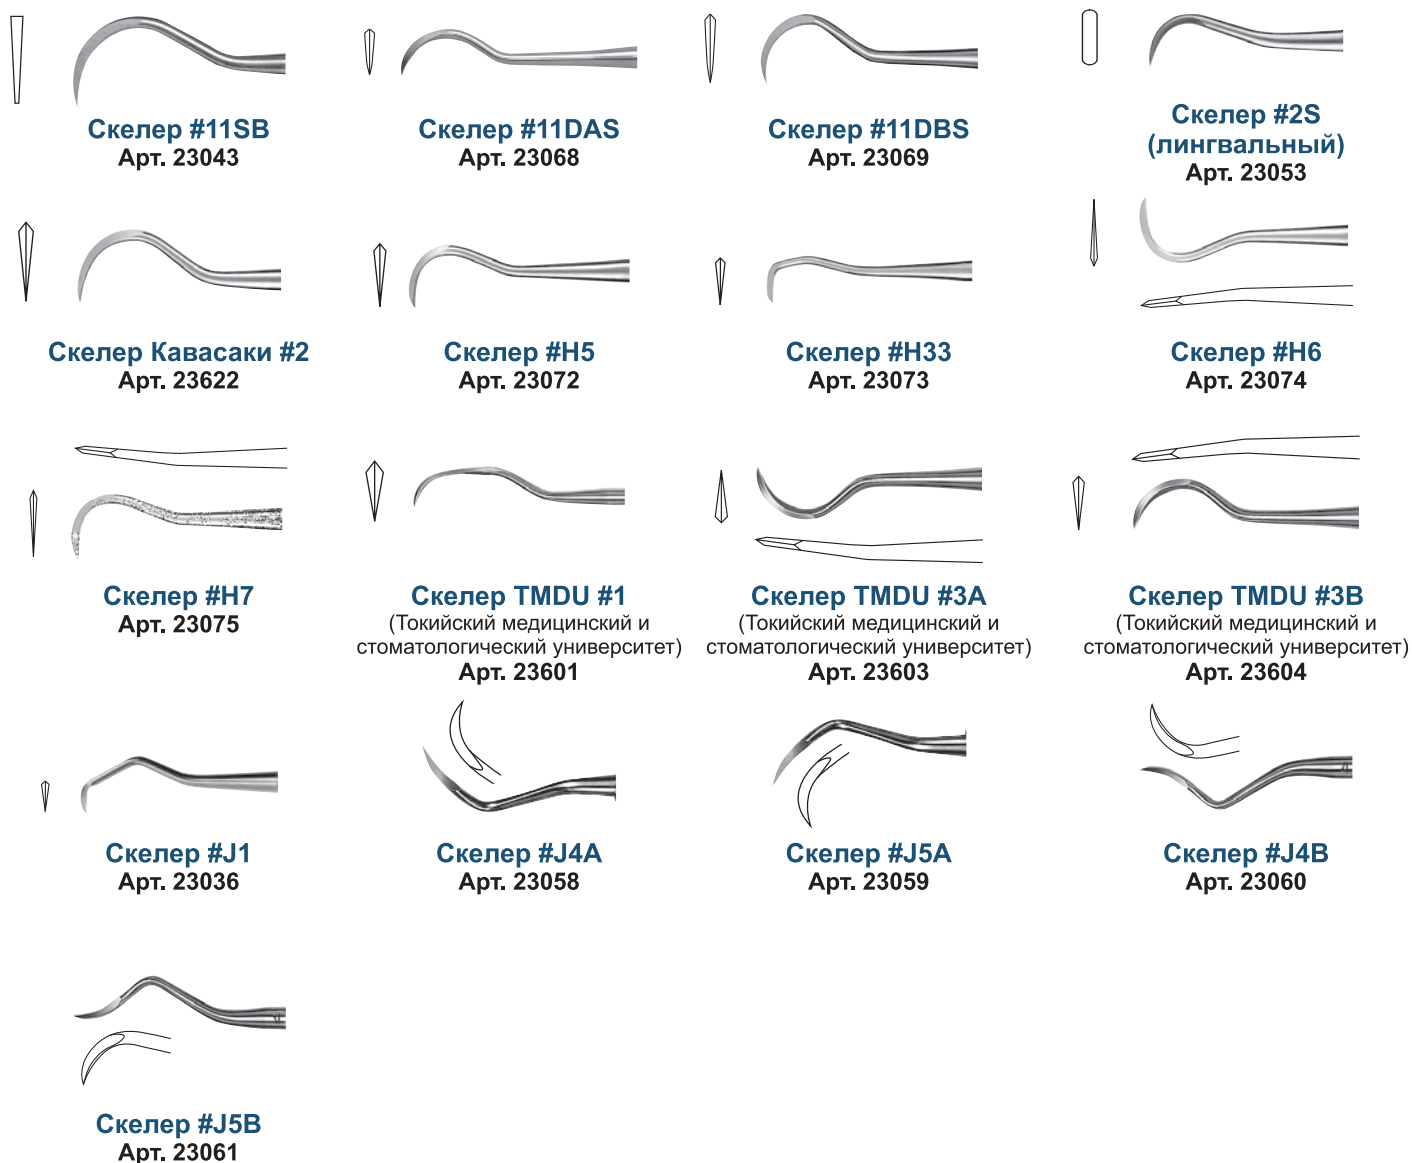 Скелер #11SB
Арт. 23043
Скелер #11DAS
Арт. 23068
Скелер #11DBS
Арт. 23069
Скелер #2S
(лингвальный)
Арт. 23053
Скелер Кавасаки #2
Арт. 23622
Скелер #H5
Арт. 23072
Скелер #H33
Арт. 23073
Скелер #H6
Арт. 23074
Скелер #H7
Арт. 23075
Скелер TMDU #1
(Токийский медицинский и
стоматологический университет)
Арт. 23601
Скелер TMDU #3A
(Токийский медицинский и
стоматологический университет)
Арт. 23603
Скелер TMDU #3B
(Токийский медицинский и
стоматологический университет)
Арт. 23604
Скелер #J1
Арт. 23036
Скелер #J4A
Арт. 23058
Скелер #J5A
Арт. 23059
Скелер #J4B
Арт. 23060
Скелер #J5B
Арт. 23061